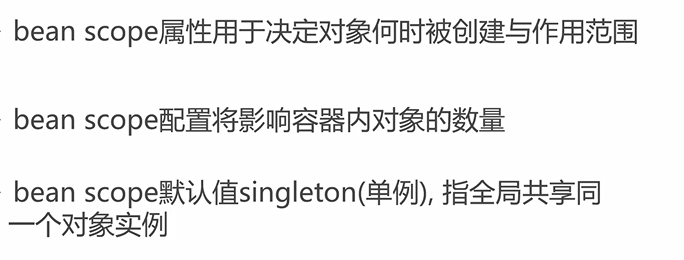 bean scope属性用于决定对象何时被创建与作用范围
bean scope配置将影响容器内对象的数量
bean scope默认值singleton(单例), 指全局共享同
一个对象实例